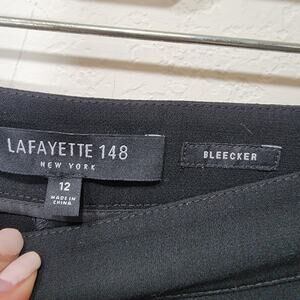 LAFAYETTE 148
NEW YORK
BLEECKER
12
MADE IN
CHINA